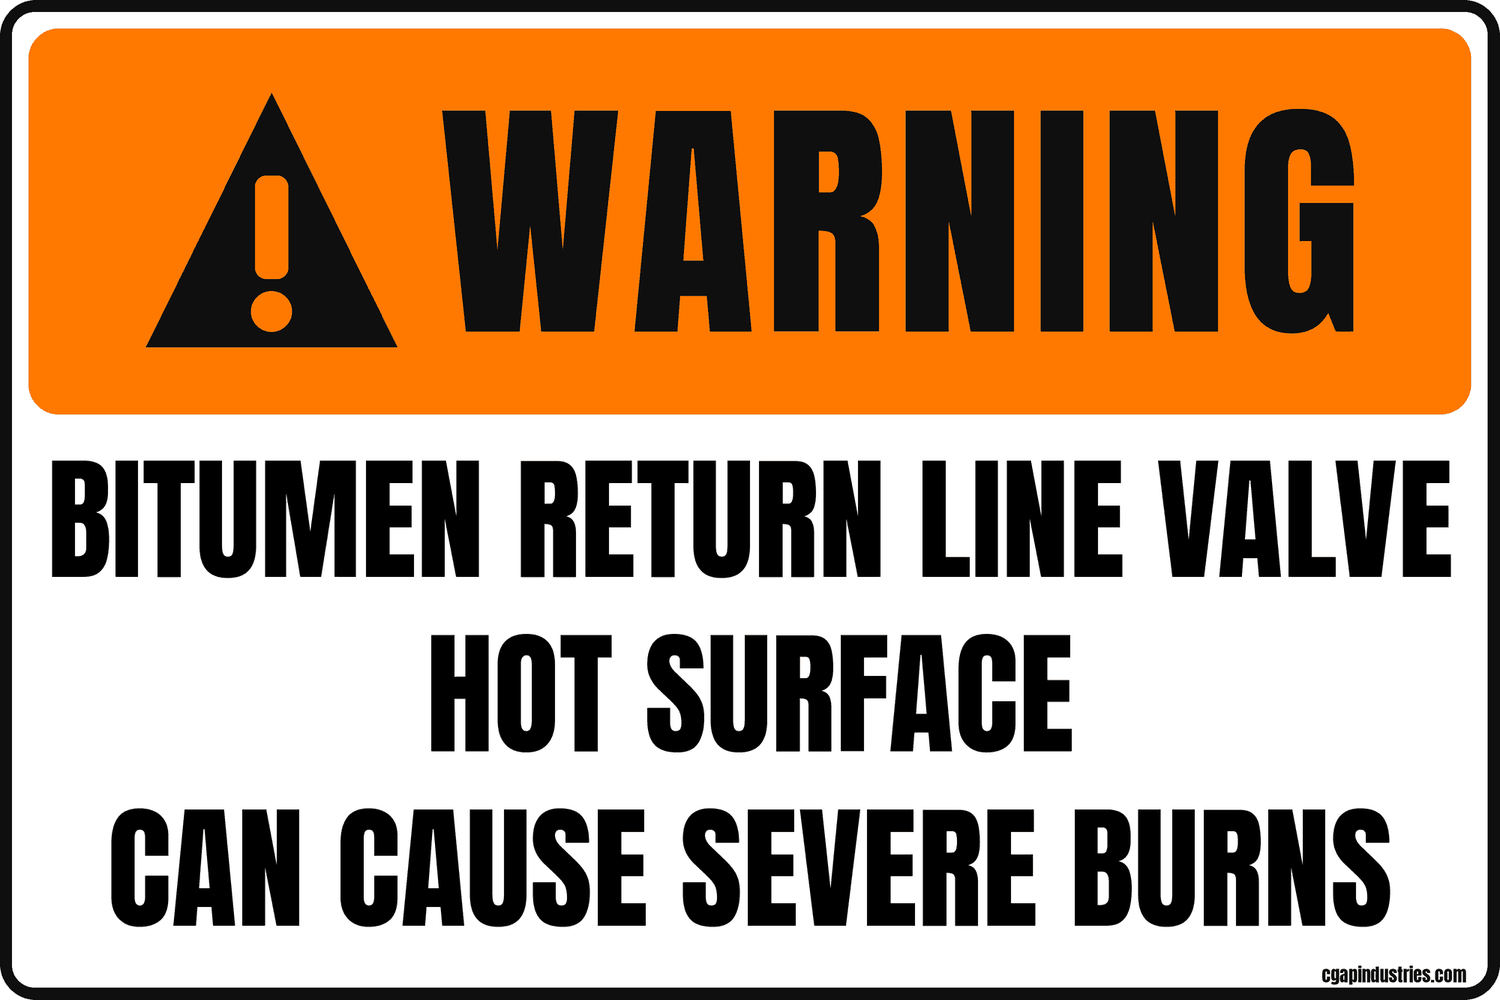 WARNING
BITUMEN RETURN LINE VALVE
HOT SURFACE
CAN CAUSE SEVERE BURNS
cgapindustries.com